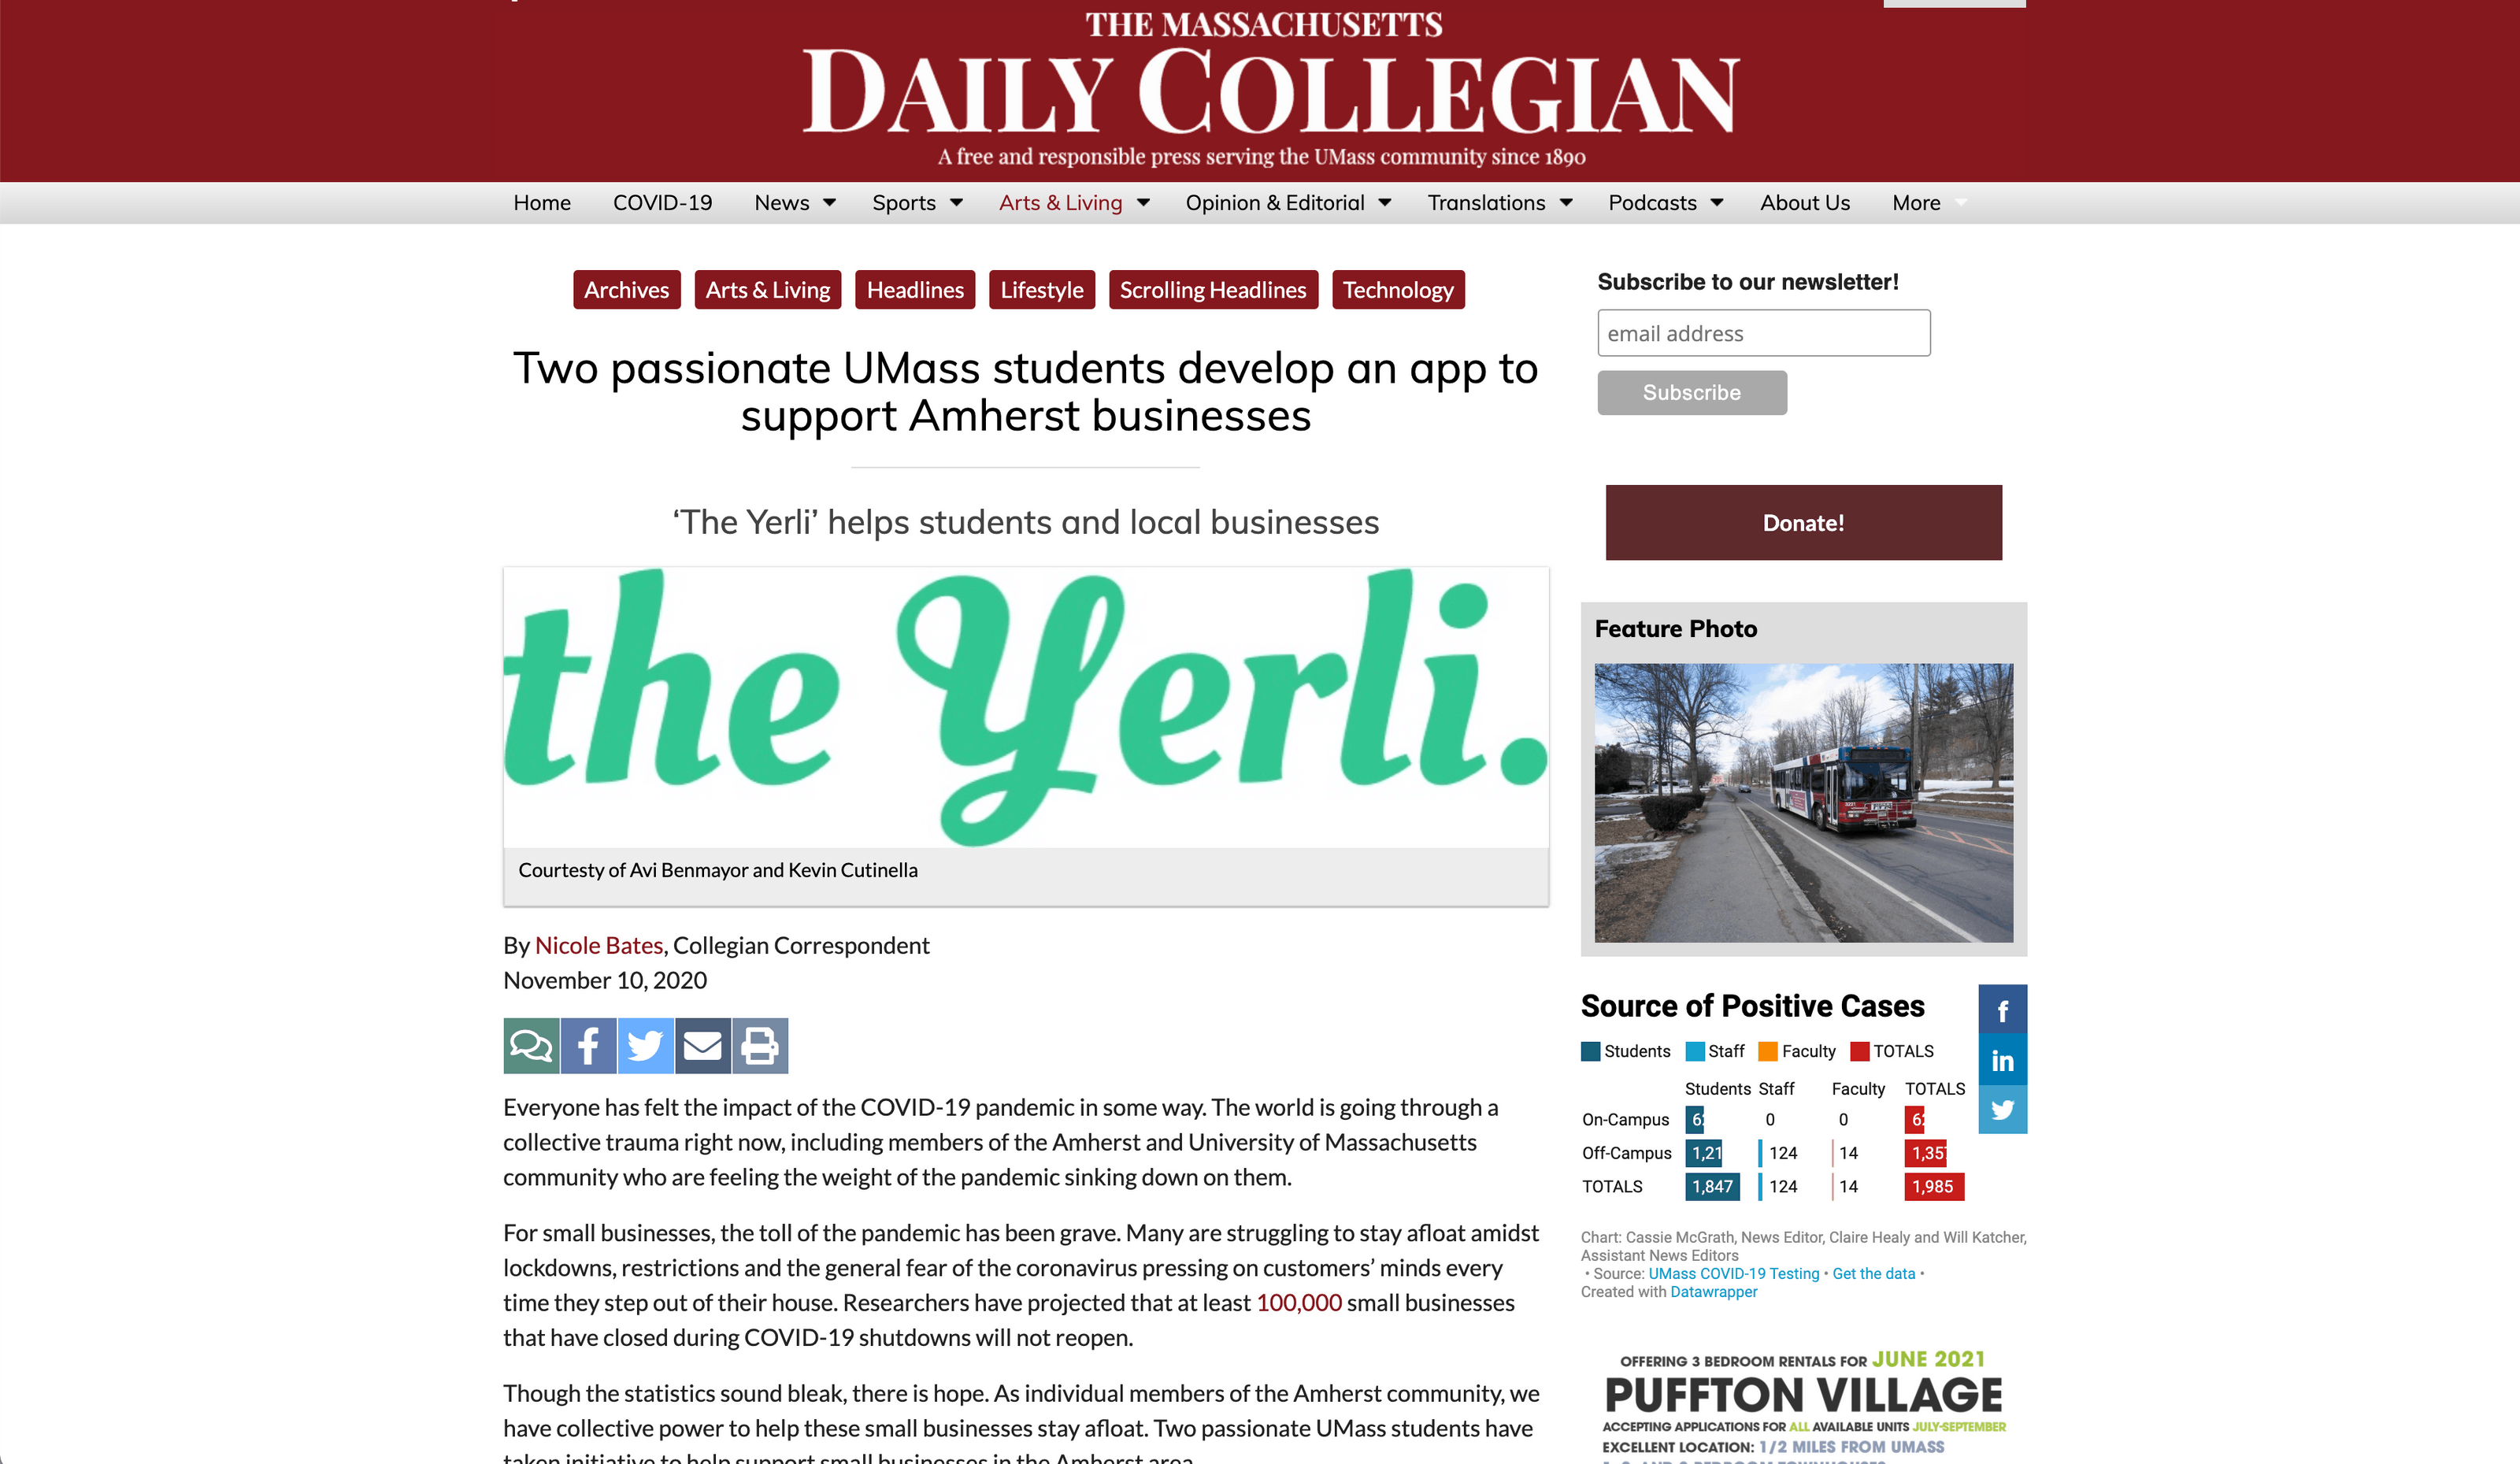 THE MASSACHUSETTS
DAILY COLLEGIAN
A free and responsible press serving the UMass community since 1890
Home COVID-19 News Sports Arts & Living Opinion & Editorial Translations Podcasts About Us More
Archives Arts & Living Headlines Lifestyle Scrolling Headlines Technology
Two passionate UMass students develop an app to
support Amherst businesses
‘The Yerli’ helps students and local businesses
the Yerli.
Courtesty of Avi Benmayor and Kevin Cutinella
By Nicole Bates, Collegian Correspondent
November 10, 2020
Everyone has felt the impact of the COVID-19 pandemic in some way. The world is going through a
collective trauma right now, including members of the Amherst and University of Massachusetts
community who are feeling the weight of the pandemic sinking down on them.
For small businesses, the toll of the pandemic has been grave. Many are struggling to stay afloat amidst
lockdowns, restrictions and the general fear of the coronavirus pressing on customers’ minds every
time they step out of their house. Researchers have projected that at least 100,000 small businesses
that have closed during COVID-19 shutdowns will not reopen.
Though the statistics sound bleak, there is hope. As individual members of the Amherst community, we
have collective power to help these small businesses stay afloat. Two passionate UMass students have
taken initiative to help support small businesses in the Amherst area.
Subscribe to our newsletter!
email address
Subscribe
Donate!
Feature Photo
Source of Positive Cases
Students Staff Faculty TOTALS
Students Staff Faculty TOTALS
On-Campus 0 0
Off-Campus 1,21 124 14 1,35
TOTALS 1,847 124 14 1,985
Chart: Cassie McGrath, News Editor, Claire Healy and Will Katcher,
Assistant News Editors
• Source: UMass COVID-19 Testing • Get the data •
Created with Datawrapper
OFFERING 3 BEDROOM RENTALS FOR JUNE 2021
PUFFTON VILLAGE
ACCEPTING APPLICATIONS FOR ALL AVAILABLE UNITS JULY-SEPTEMBER
EXCELLENT LOCATION: 1/2 MILES FROM UMASS